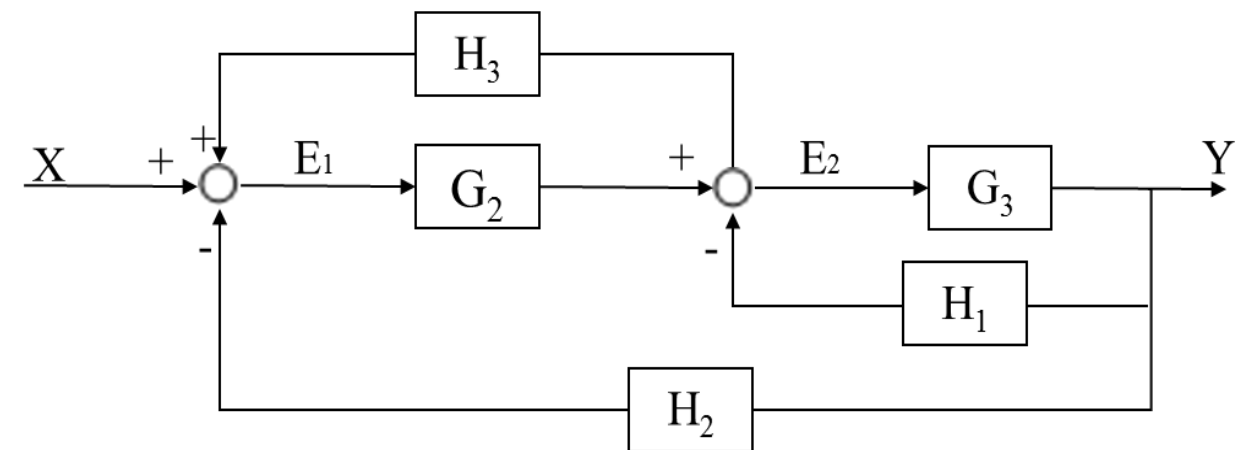 H₃
+
X + E₁ G₂ + E₂ G₃ Y
- -
H₁
H₂